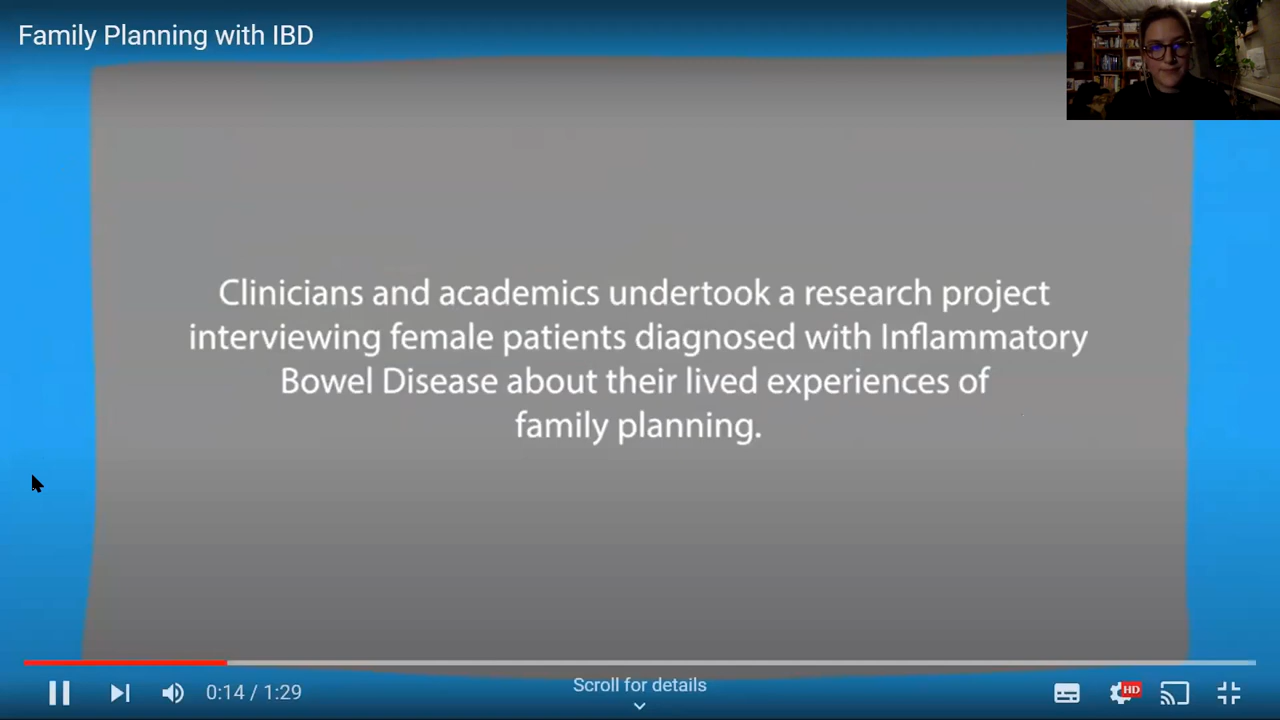 Family Planning with IBD
Clinicians and academics undertook a research project
interviewing female patients diagnosed with Inflammatory
Bowel Disease about their lived experiences of
family planning.
0:14 / 1:29
Scroll for details
HD